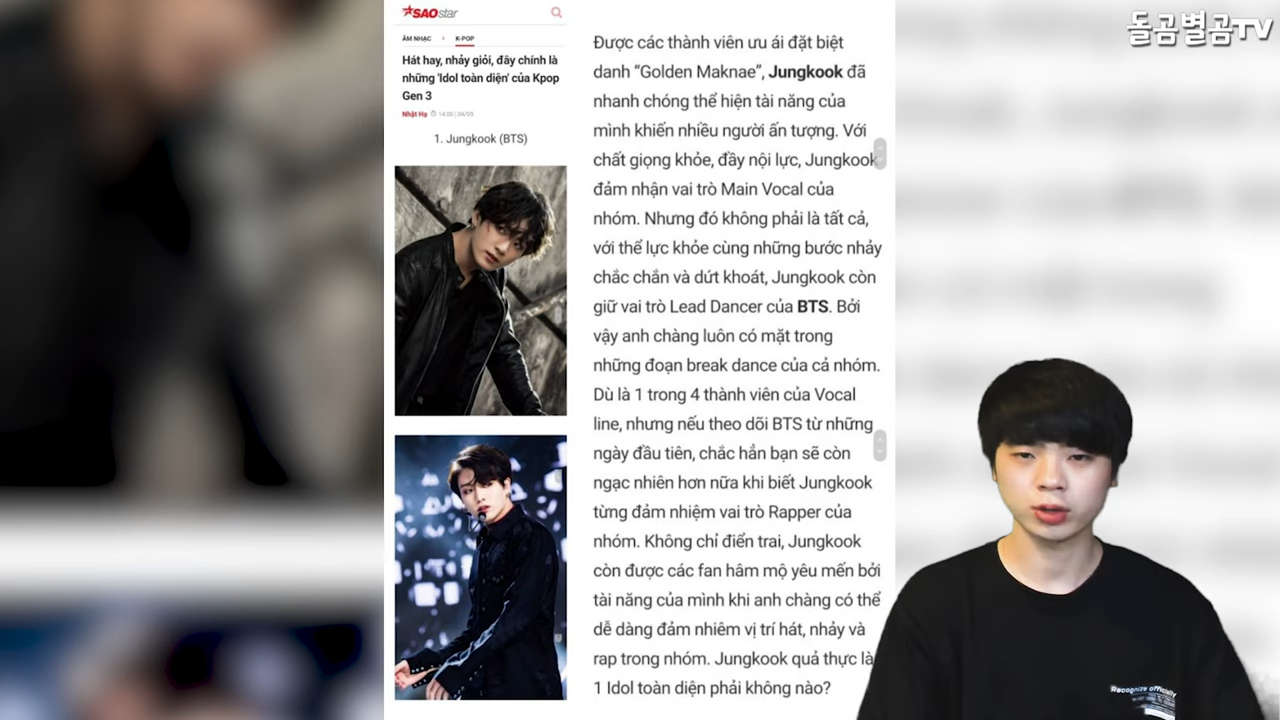 돌곰별곰TV
SAOstar
ÂM NHẠC > K-POP
Hát hay, nhảy giỏi, đây chính là
những 'Idol toàn diện' của Kpop
Gen 3
Nhật Hạ 14:00 | 04/05
1. Jungkook (BTS)
Được các thành viên ưu ái đặt biệt
danh “Golden Maknae”, Jungkook đã
nhanh chóng thể hiện tài năng của
mình khiến nhiều người ấn tượng. Với
chất giọng khỏe, đầy nội lực, Jungkook
đảm nhận vai trò Main Vocal của
nhóm. Nhưng đó không phải là tất cả,
với thể lực khỏe cùng những bước nhảy
chắc chắn và dứt khoát, Jungkook còn
giữ vai trò Lead Dancer của BTS. Bởi
vậy anh chàng luôn có mặt trong
những đoạn break dance của cả nhóm.
Dù là 1 trong 4 thành viên của Vocal
line, nhưng nếu theo dõi BTS từ những
ngày đầu tiên, chắc hẳn bạn sẽ còn
ngạc nhiên hơn nữa khi biết Jungkook
từng đảm nhiệm vai trò Rapper của
nhóm. Không chỉ điển trai, Jungkook
còn được các fan hâm mộ yêu mến bởi
tài năng của mình khi anh chàng có thể
dễ dàng đảm nhiêm vị trí hát, nhảy và
rap trong nhóm. Jungkook quả thực là
1 Idol toàn diện phải không nào?
Recognize officially